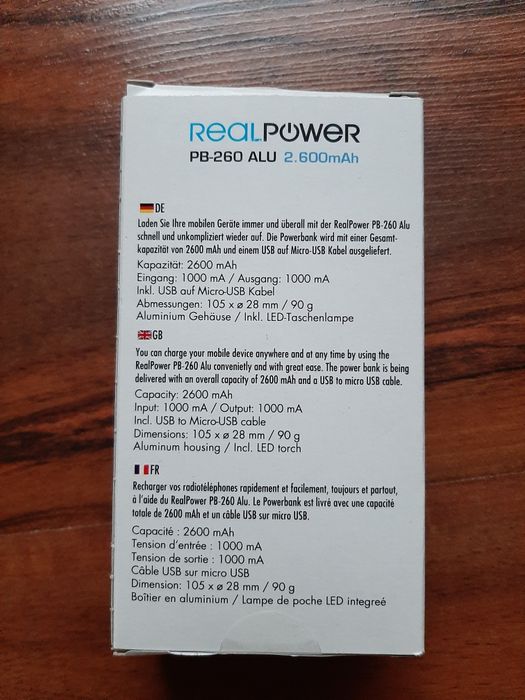 REALPOWER
PB-260 ALU 2.600mAh
DE
Laden Sie Ihre mobilen Geräte immer und überall mit der RealPower PB-260 Alu
schnell und unkompliziert wieder auf. Die Powerbank wird mit einer Gesamt-
kapazität von 2600 mAh und einem USB auf Micro-USB Kabel ausgeliefert.
Kapazität: 2600 mAh
Eingang: 1000 mA / Ausgang: 1000 mA
Inkl. USB auf Micro-USB Kabel
Abmessungen: 105 x ø 28 mm / 90 g
Aluminium Gehäuse / Inkl. LED-Taschenlampe
GB
You can charge your mobile device anywhere and at any time by using the
RealPower PB-260 Alu convenietly and with great ease. The power bank is being
delivered with an overall capacity of 2600 mAh and a USB to micro USB cable.
Capacity: 2600 mAh
Input: 1000 mA / Output: 1000 mA
Incl. USB to Micro-USB cable
Dimensions: 105 x ø 28 mm / 90 g
Aluminum housing / Incl. LED torch
FR
Recharger vos radiotéléphones rapidement et facilement, toujours et partout,
à l'aide du RealPower PB-260 Alu. Le Powerbank est livré avec une capacité
totale de 2600 mAh et un câble USB sur micro USB.
Capacité : 2600 mAh
Tension d'entrée : 1000 mA
Tension de sortie : 1000 mA
Câble USB sur micro USB
Dimension: 105 x ø 28 mm / 90 g
Boîtier en aluminium / Lampe de poche LED integreé